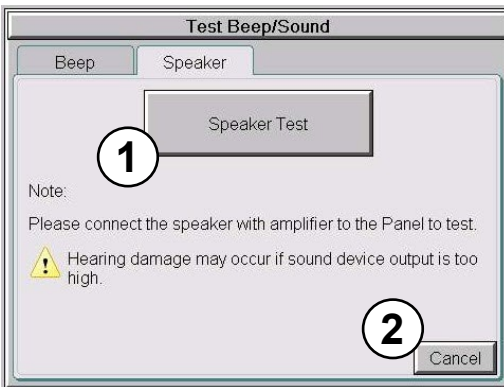 Test Beep/Sound
Beep
Speaker
Speaker Test
1
Note:
Please connect the speaker with amplifier to the Panel to test.
Hearing damage may occur if sound device output is too
high.
2
Cancel